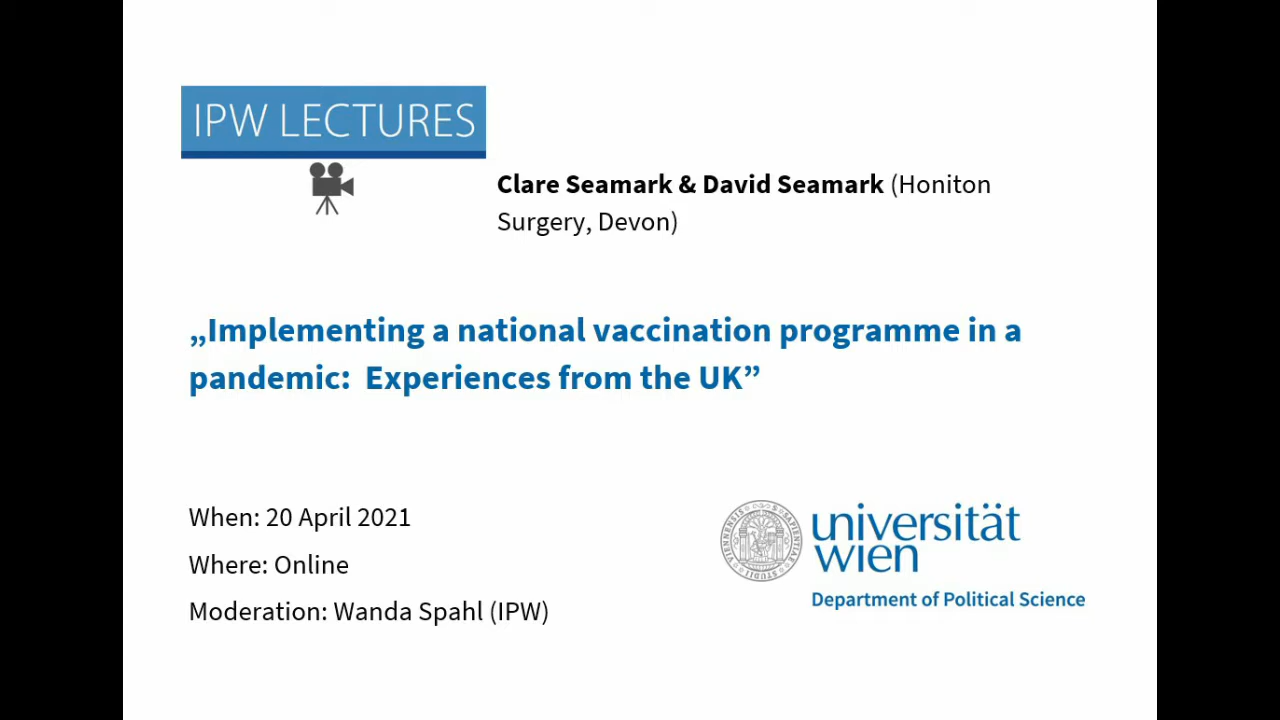 IPW LECTURES
Clare Seamark & David Seamark (Honiton
Surgery, Devon)
„Implementing a national vaccination programme in a
pandemic:  Experiences from the UK”
When: 20 April 2021
Where: Online
Moderation: Wanda Spahl (IPW)
universität
wien
Department of Political Science